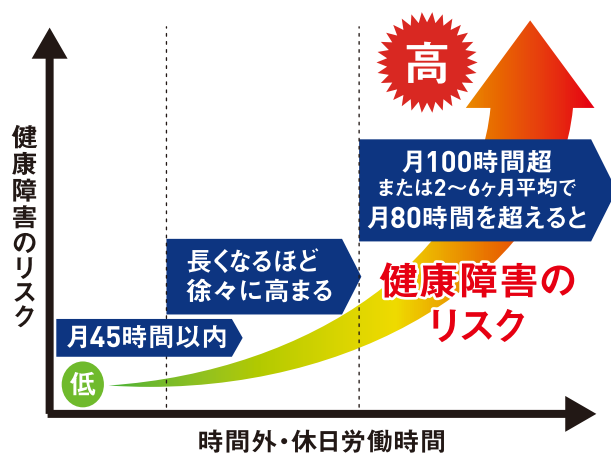 高
月100時間超
または2〜6ヶ月平均で
月80時間を超えると
健康障害の
リスク
長くなるほど
徐々に高まる
月45時間以内
低
健康障害のリスク
時間外・休日労働時間